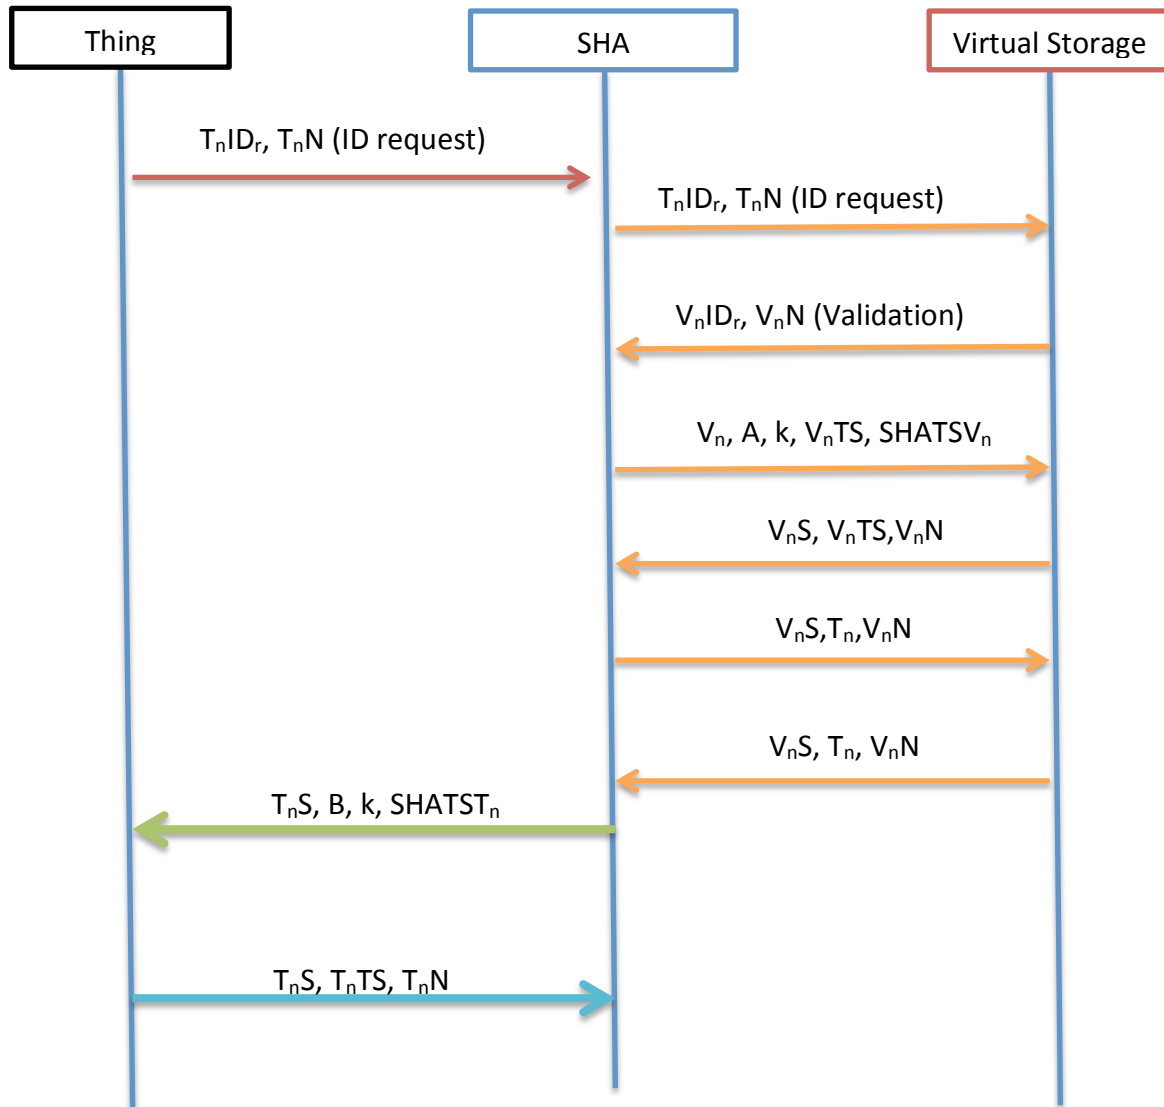 Thing
SHA
Virtual Storage
TₙIDᵣ, TₙN (ID request)
TₙIDᵣ, TₙN (ID request)
VₙIDᵣ, VₙN (Validation)
Vₙ, A, k, VₙTS, SHATSVₙ
VₙS, VₙTS,VₙN
VₙS,Tₙ,VₙN
VₙS, Tₙ, VₙN
TₙS, B, k, SHATSTₙ
TₙS, TₙTS, TₙN